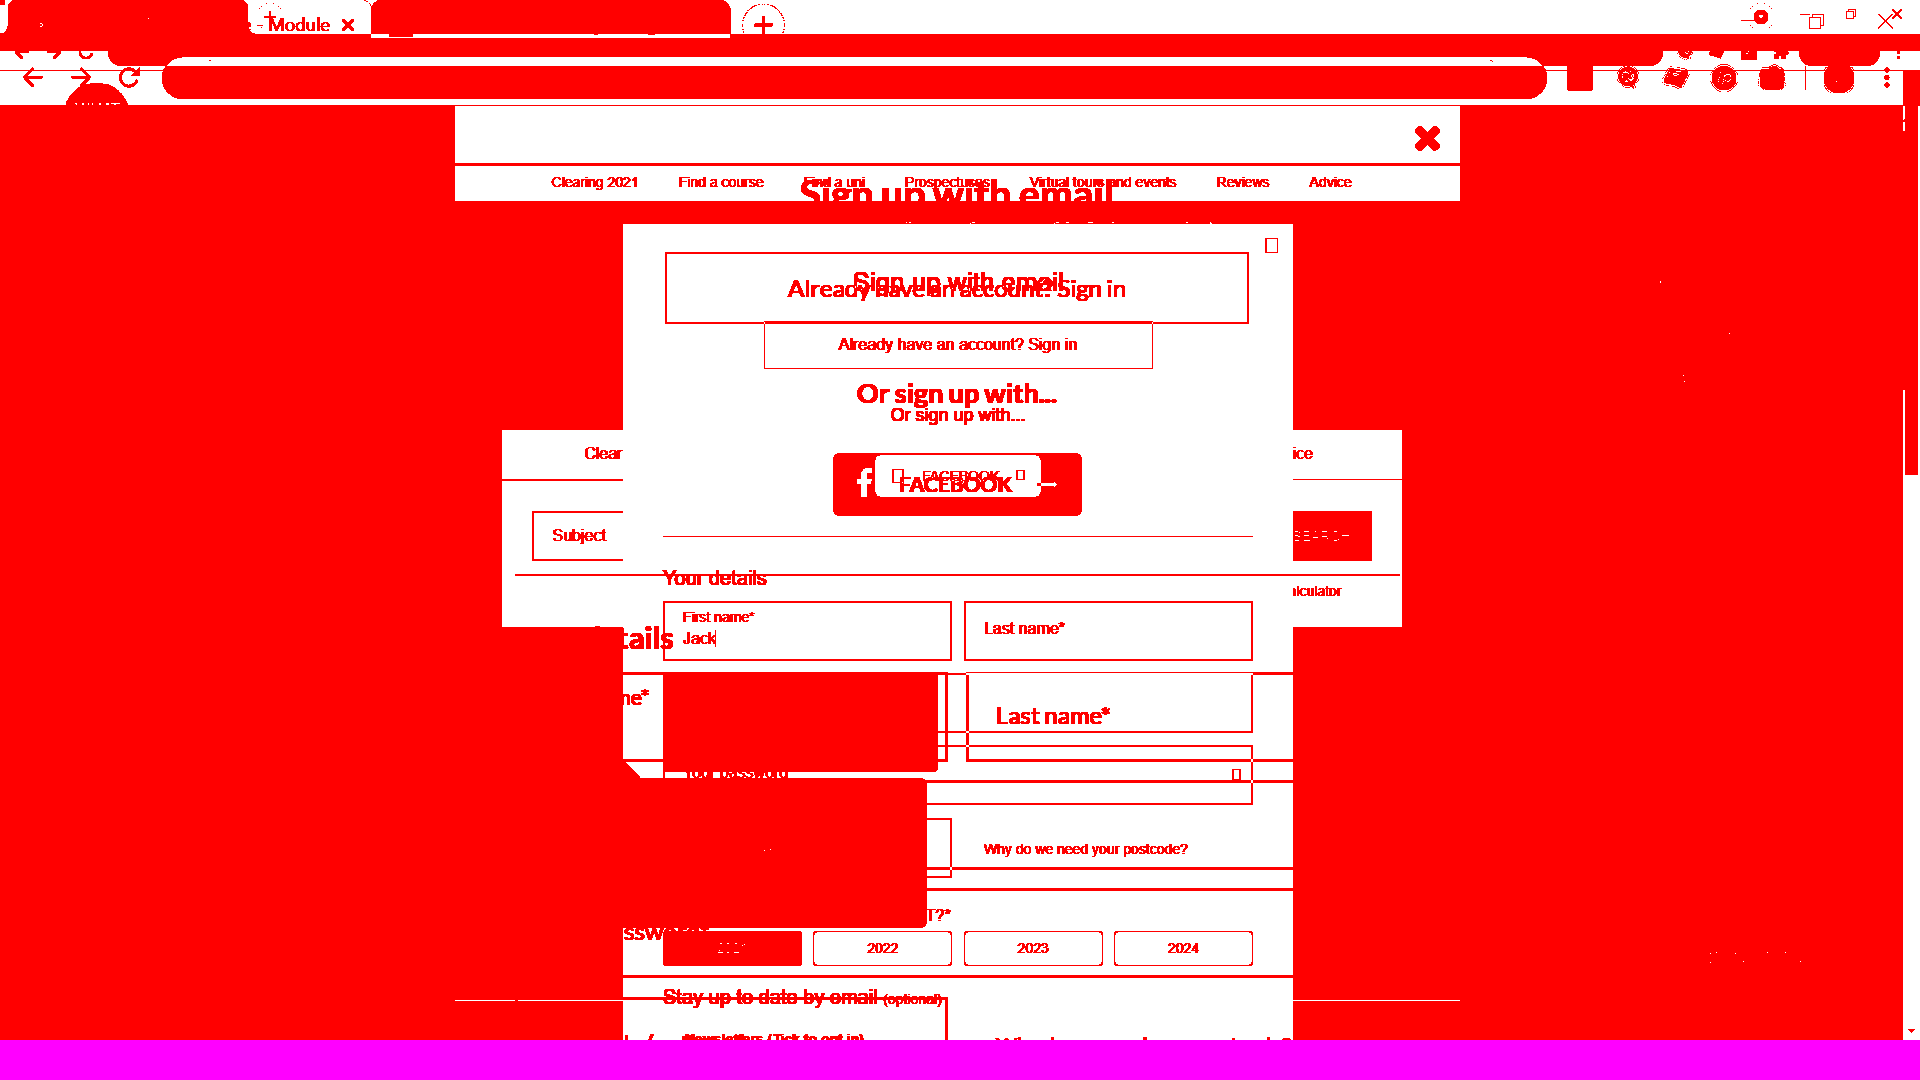 - Module
Clearing 2021 Find a course Find a uni Prospectuses Virtual tours and events Reviews Advice
Sign up with email
Sign up with email
Already have an account? Sign in
Already have an account? Sign in
Or sign up with...
Or sign up with...
Clear
ice
FACEBOOK
FACEBOOK
Subject
SEARCH
Your details
lculator
First name*
Jack
Last name*
tails
me*
Last name*
Your password
Why do we need your postcode?
T?*
2022 2023 2024
Stay up to date by email (optional)
Newsletters (Tick to opt in)